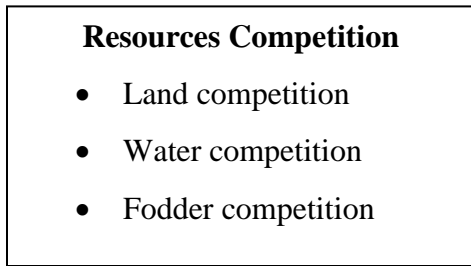 Resources Competition
• Land competition
• Water competition
• Fodder competition